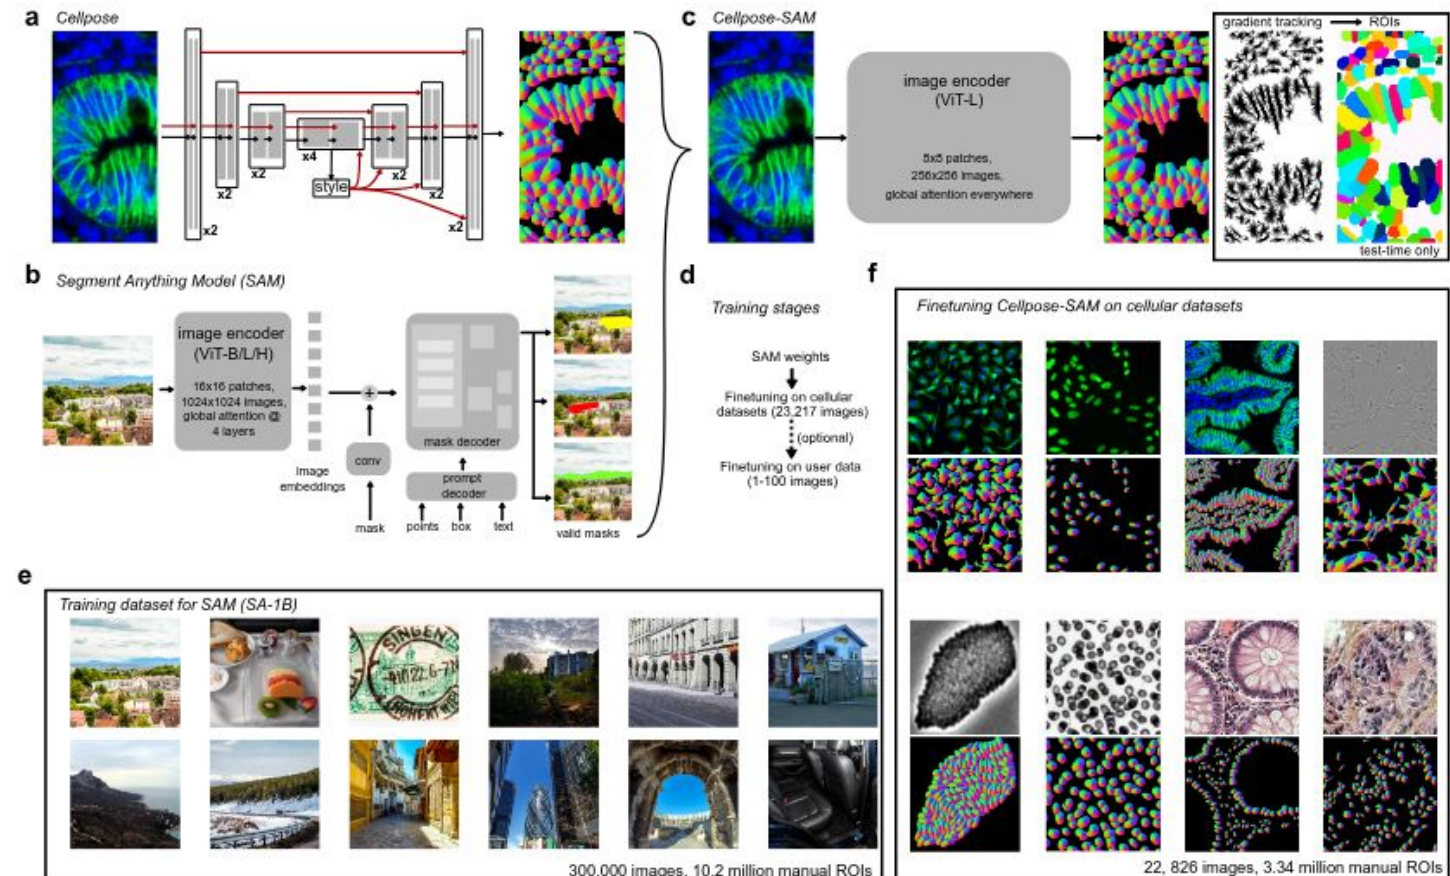 a
Cellpose
x2
x2
x2
x4
style
x2
x2
x2
b
Segment Anything Model (SAM)
image encoder
(ViT-B/L/H)
16x16 patches,
1024x1024 images,
global attention @
4 layers
Image
embeddings
+
conv
mask
mask decoder
prompt
decoder
points
box
text
valid masks
c
Cellpose-SAM
image encoder
(ViT-L)
5x5 patches,
256x256 images,
global attention everywhere
gradient tracking
ROIs
test-time only
d
Training stages
SAM weights
Finetuning on cellular
datasets (23,217 images)
(optional)
Finetuning on user data
(1-100 images)
e
Training dataset for SAM (SA-1B)
SINGEN
300,000 images, 10.2 million manual ROIs
f
Finetuning Cellpose-SAM on cellular datasets
22, 826 images, 3.34 million manual ROIs